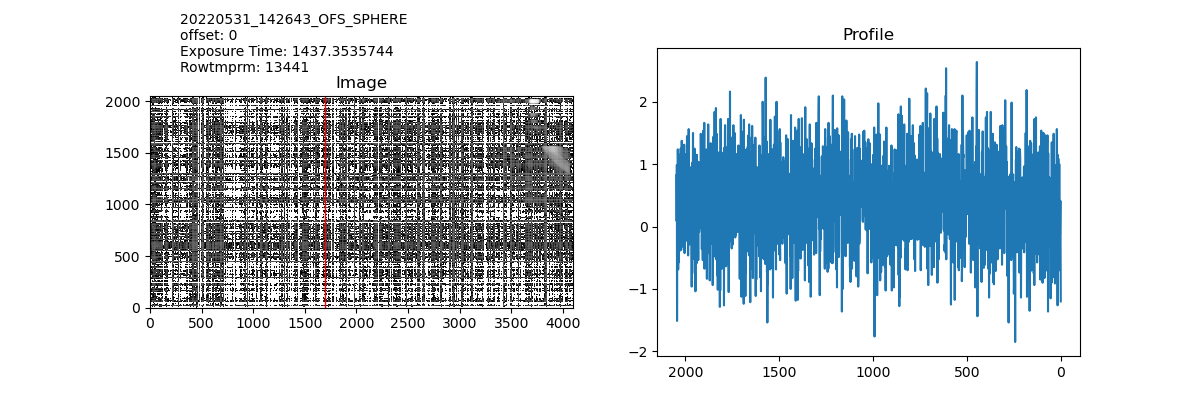 20220531_142643_OFS_SPHERE
offset: 0
Exposure Time: 1437.3535744
Rowtmprm: 13441
Image
2000
1500
1000
500
0
0 500 1000 1500 2000 2500 3000 3500 4000
Profile
2
1
0
−1
−2
2000 1500 1000 500 0